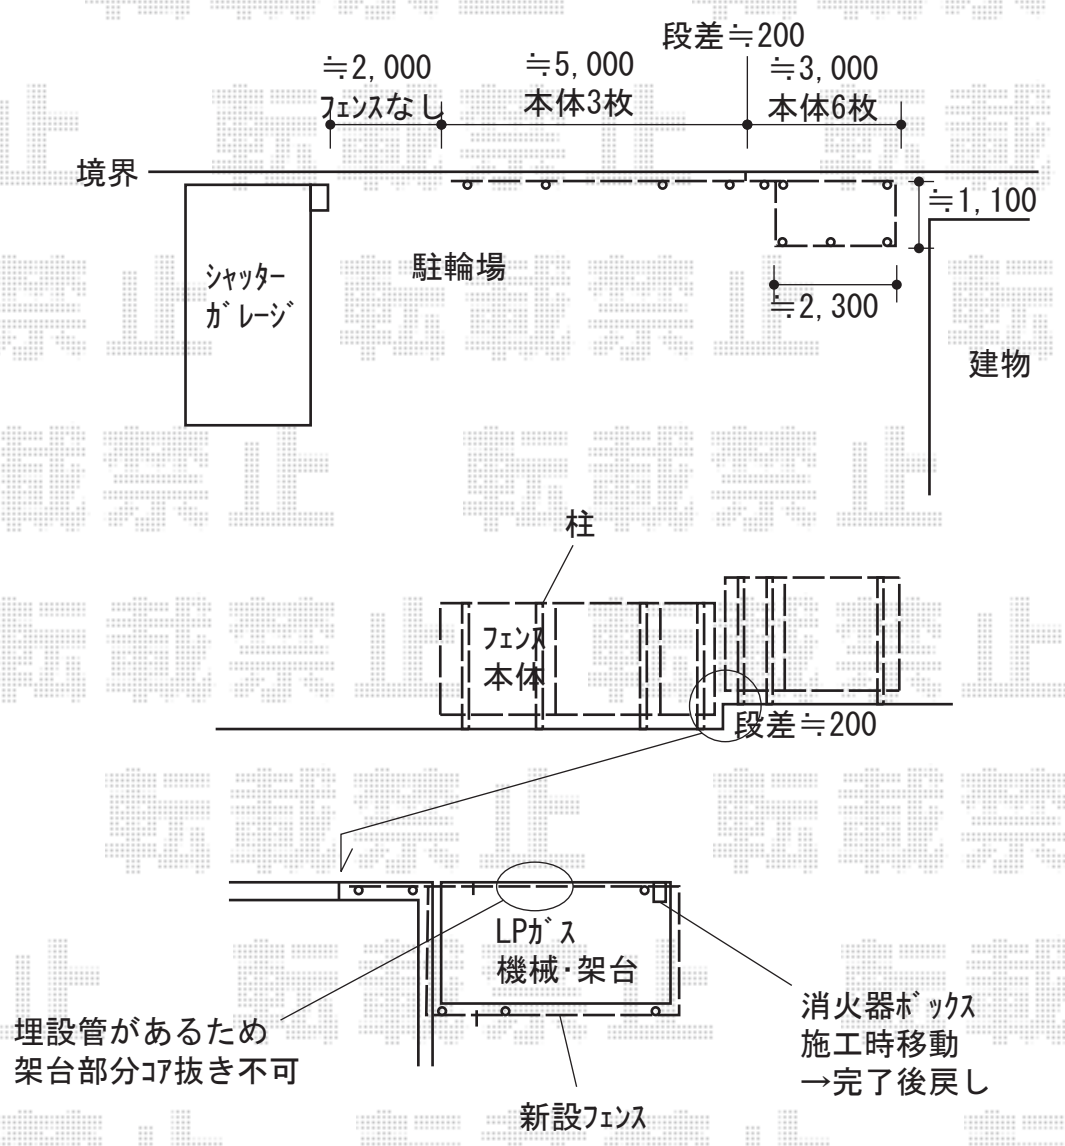 段差≒200
≒2,000
フェンスなし
≒5,000
本体3枚
≒3,000
本体6枚
境界
≒1,100
シャッター
ガレージ
駐輪場
≒2,300
建物
柱
フェンス
本体
段差≒200
LPガス
機械・架台
埋設管があるため
架台部分コア抜き不可
消火器ボックス
施工時移動
→完了後戻し
新設フェンス
転載禁止